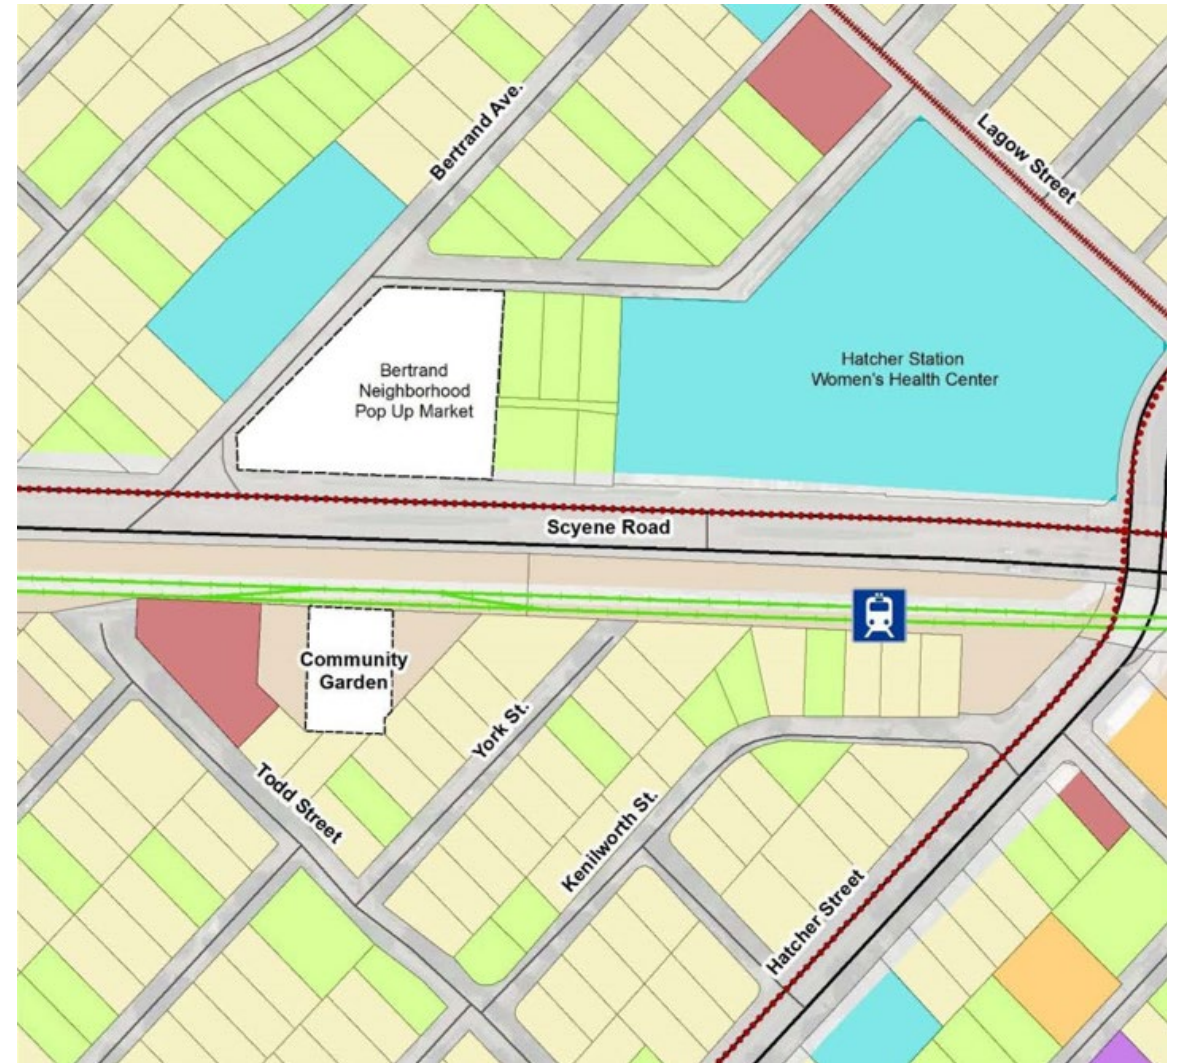 Bertrand Ave.
Lagow Street
Hatcher Station
Women's Health Center
Bertrand
Neighborhood
Pop Up Market
Scyene Road
Community
Garden
York St.
Todd Street
Kenilworth St.
Hatcher Street